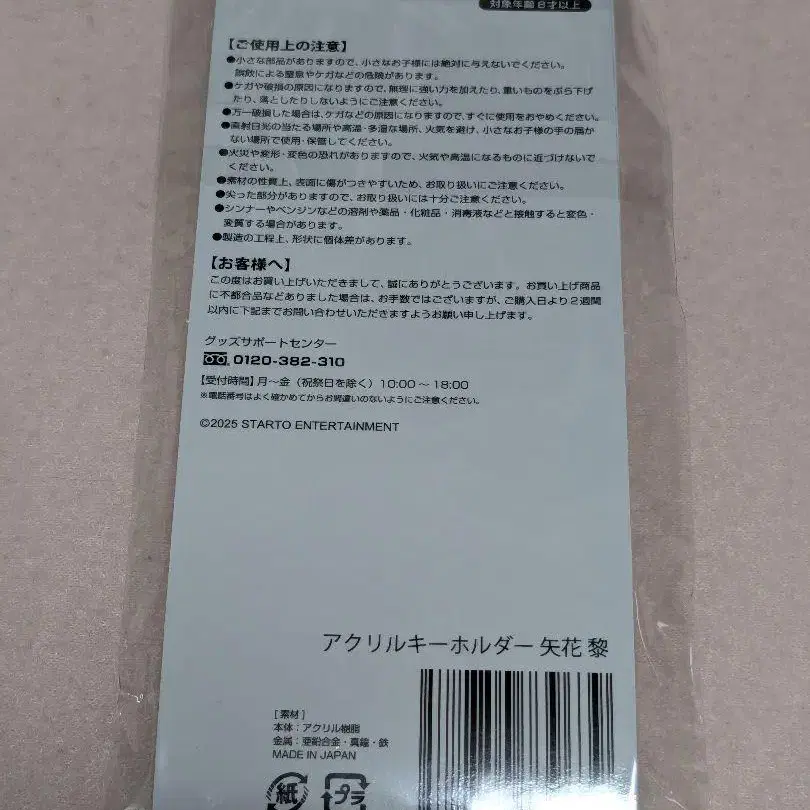 対象年齢8才以上
【ご使用上の注意】
●小さな部品がありますので、小さなお子様には絶対に与えないでください。
誤飲による窒息やケガなどの危険があります。
●ケガや破損の原因になりますので、無理に強い力を加えたり、重いものをぶら下げ
たり、落としたりしないようにご注意ください。
●万一破損した場合は、ケガなどの原因になりますので、すぐに使用をおやめください。
●直射日光の当たる場所や高温・多湿な場所、火気を避け、小さなお子様の手の届か
ない場所で使用・保管してください。
●火災や変形・変色の恐れがありますので、火気や高温になるものに近づけないで
ください。
●素材の性質上、表面に傷がつきやすいため、お取り扱いにご注意ください。
●尖った部分がありますので、お取り扱いには十分ご注意ください。
●シンナーやベンジンなどの溶剤や薬品・化粧品・消毒液などと接触すると変色・
変質する場合があります。
●製造の工程上、形状に個体差があります。
【お客様へ】
この度はお買い上げいただきまして、誠にありがとうございます。お買い上げ商品
に不都合品などありました場合は、お手数ではございますが、ご購入日より2週間
以内に下記までお問い合わせいただきますようお願い申し上げます。
グッズサポートセンター
0120-382-310
【受付時間】月～金（祝祭日を除く）10:00～18:00
※電話番号はよく確かめてからお間違いのないようにご注意ください。
©2025 STARTO ENTERTAINMENT
アクリルキーホルダー 矢花 黎
[素材]
本体：アクリル樹脂
金属：亜鉛合金・真鍮・鉄
MADE IN JAPAN
紙 プラ